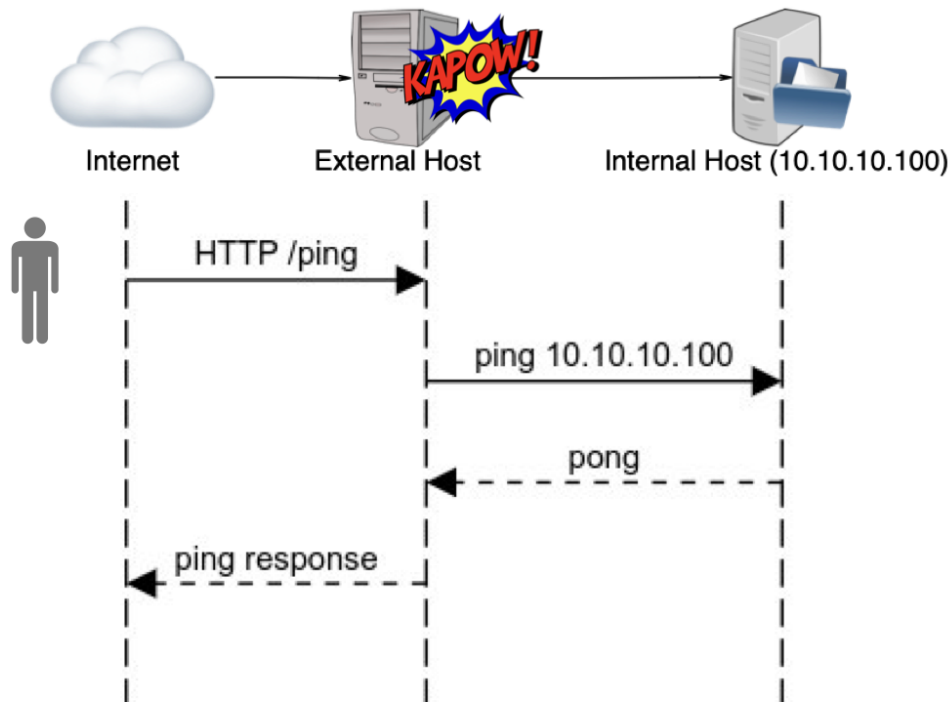 KAPOW!
Internet
External Host
Internal Host (10.10.10.100)
HTTP /ping
ping 10.10.10.100
pong
ping response